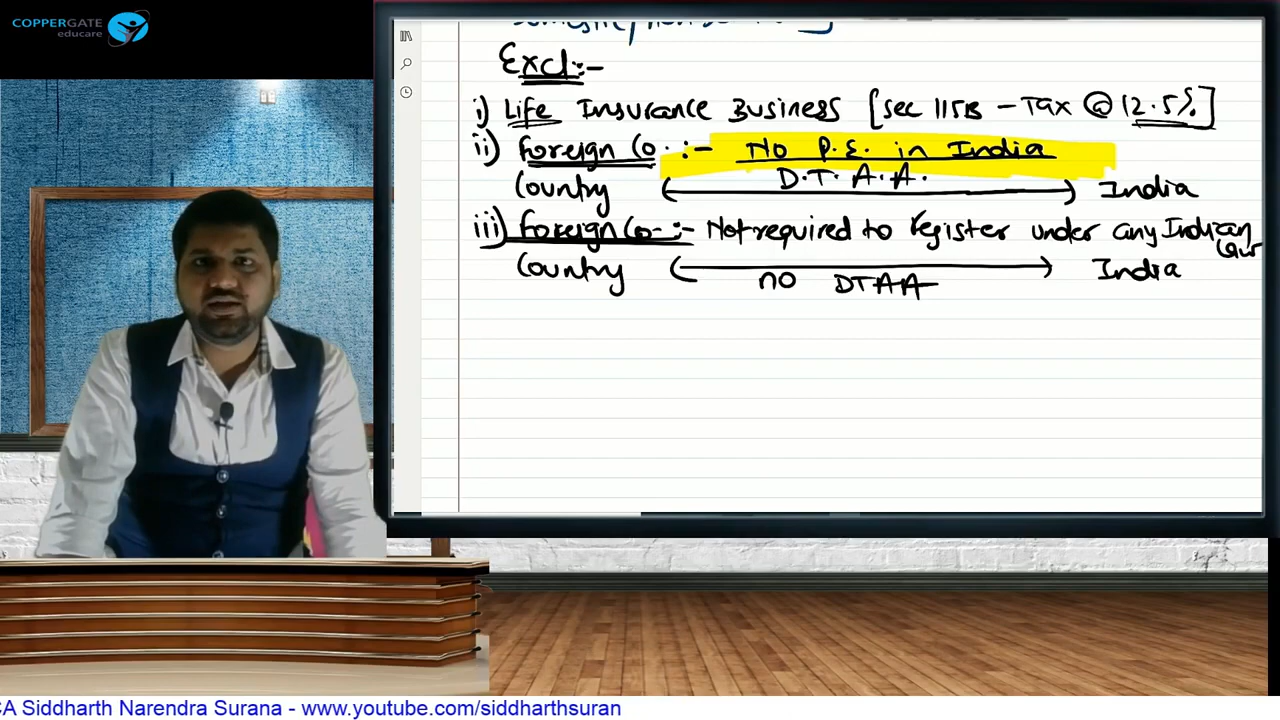 COPPERGATE
educare
Excl:-
i) Life Insurance Business [Sec 115B - Tax @ 12.5%]
ii) Foreign Co. :- No P.E. in India
Country D.T.A.A. India
iii) Foreign Co- :- Not required to register under any Indian Law
Country no DTAA India
CA Siddharth Narendra Surana - www.youtube.com/siddharthsuran